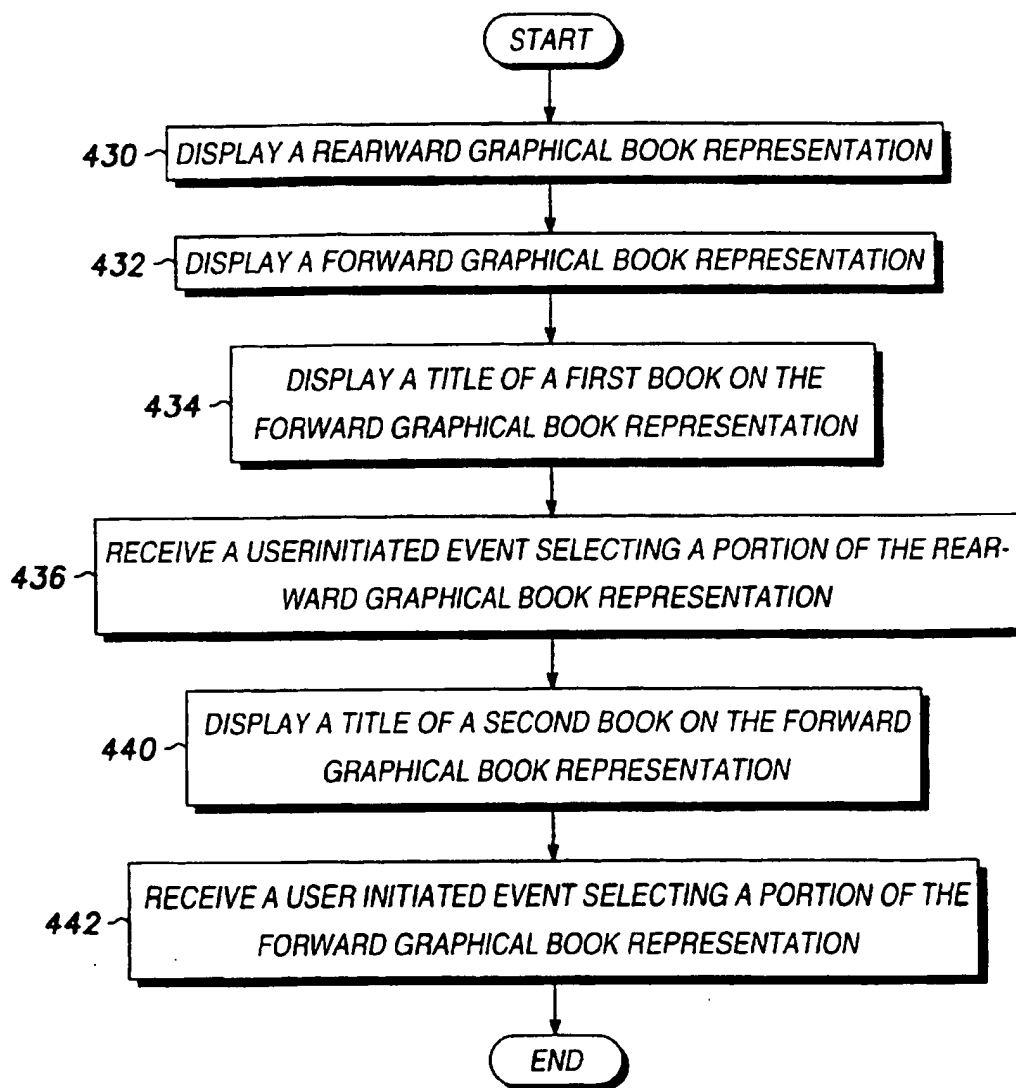 START
430 DISPLAY A REARWARD GRAPHICAL BOOK REPRESENTATION
432 DISPLAY A FORWARD GRAPHICAL BOOK REPRESENTATION
DISPLAY A TITLE OF A FIRST BOOK ON THE
434 FORWARD GRAPHICAL BOOK REPRESENTATION
RECEIVE A USERINITIATED EVENT SELECTING A PORTION OF THE REAR-
436 WARD GRAPHICAL BOOK REPRESENTATION
DISPLAY A TITLE OF A SECOND BOOK ON THE FORWARD
440 GRAPHICAL BOOK REPRESENTATION
RECEIVE A USER INITIATED EVENT SELECTING A PORTION OF THE
442 FORWARD GRAPHICAL BOOK REPRESENTATION
END